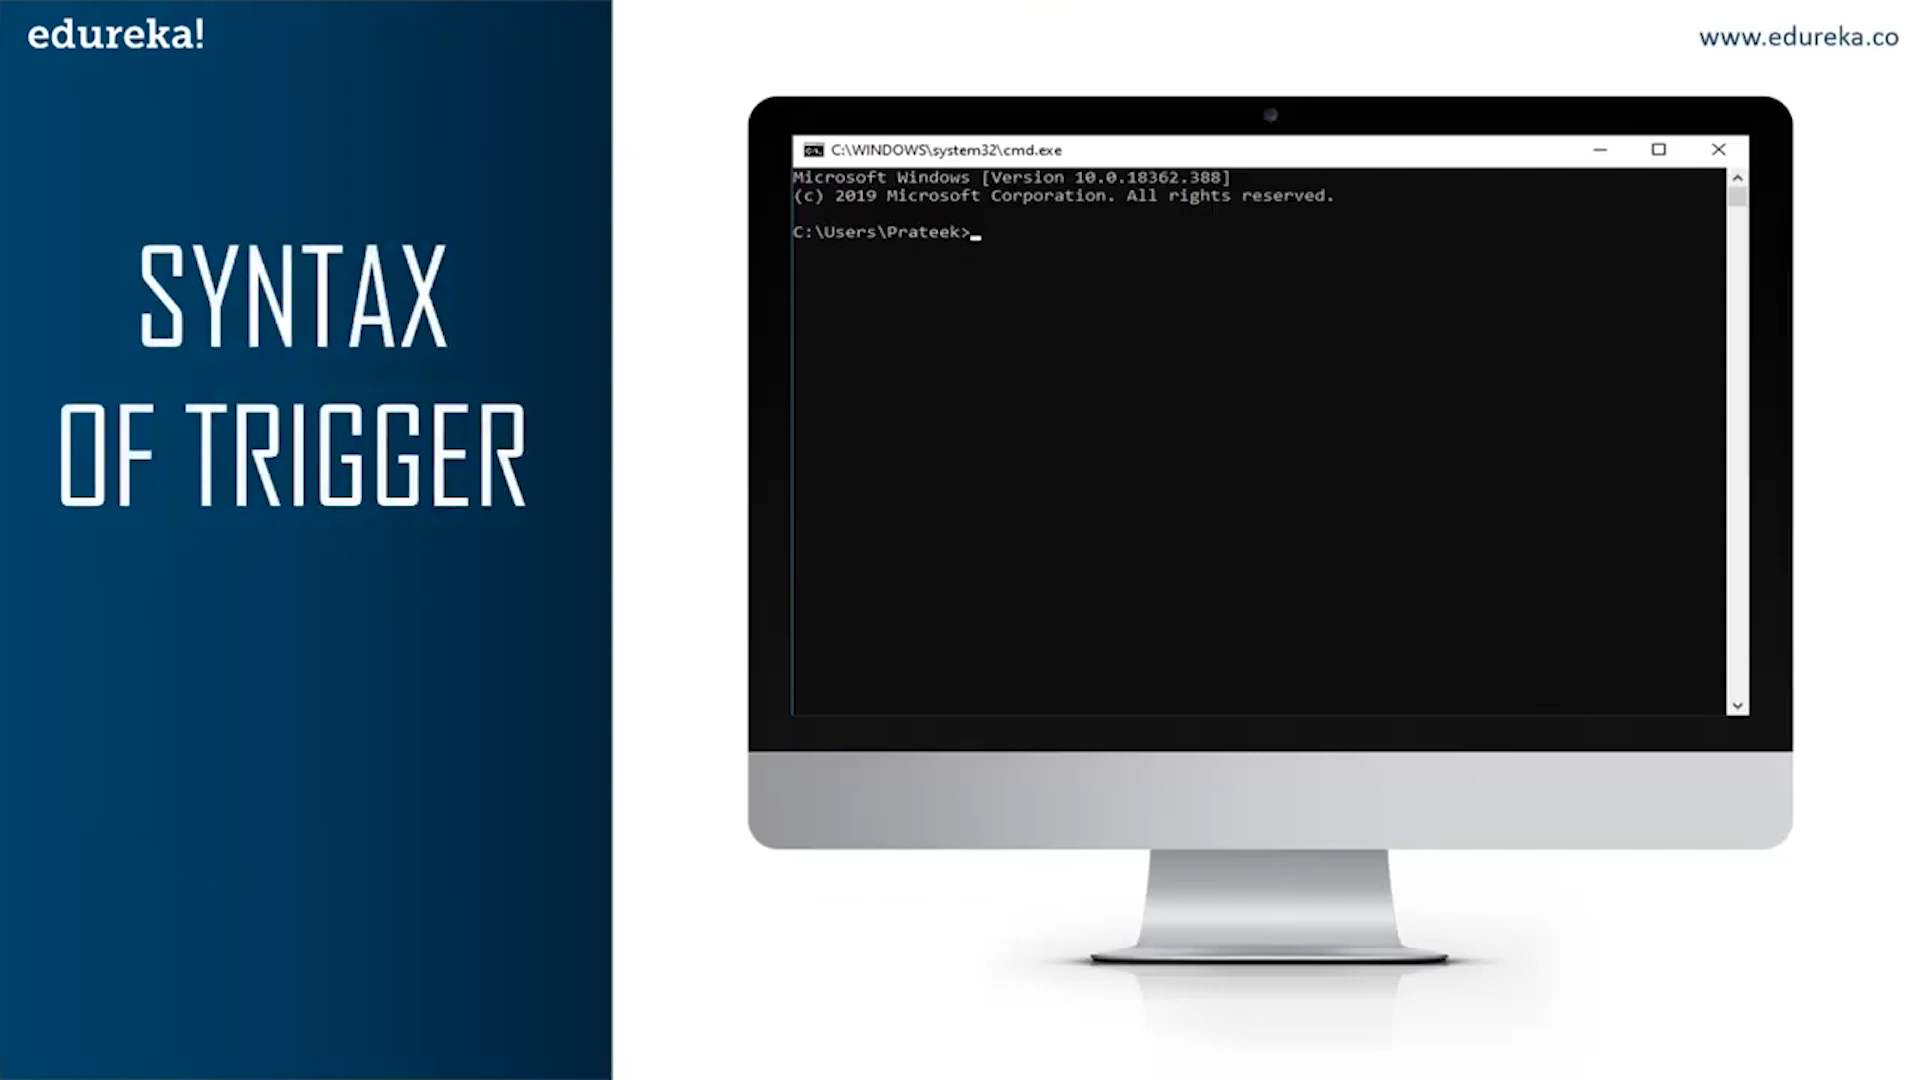 edureka!
www.edureka.co
SYNTAX
OF TRIGGER
C:\WINDOWS\system32\cmd.exe
Microsoft Windows [Version 10.0.18362.388]
(c) 2019 Microsoft Corporation. All rights reserved.
C:\Users\Prateek>_